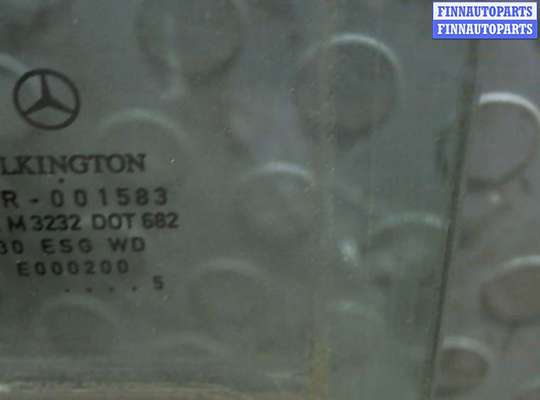 FINNAUTOPARTS
FINNAUTOPARTS
LKINGTON
R - 001583
M3232 DOT 682
30 ESG WD
E000200
. . . . . 5